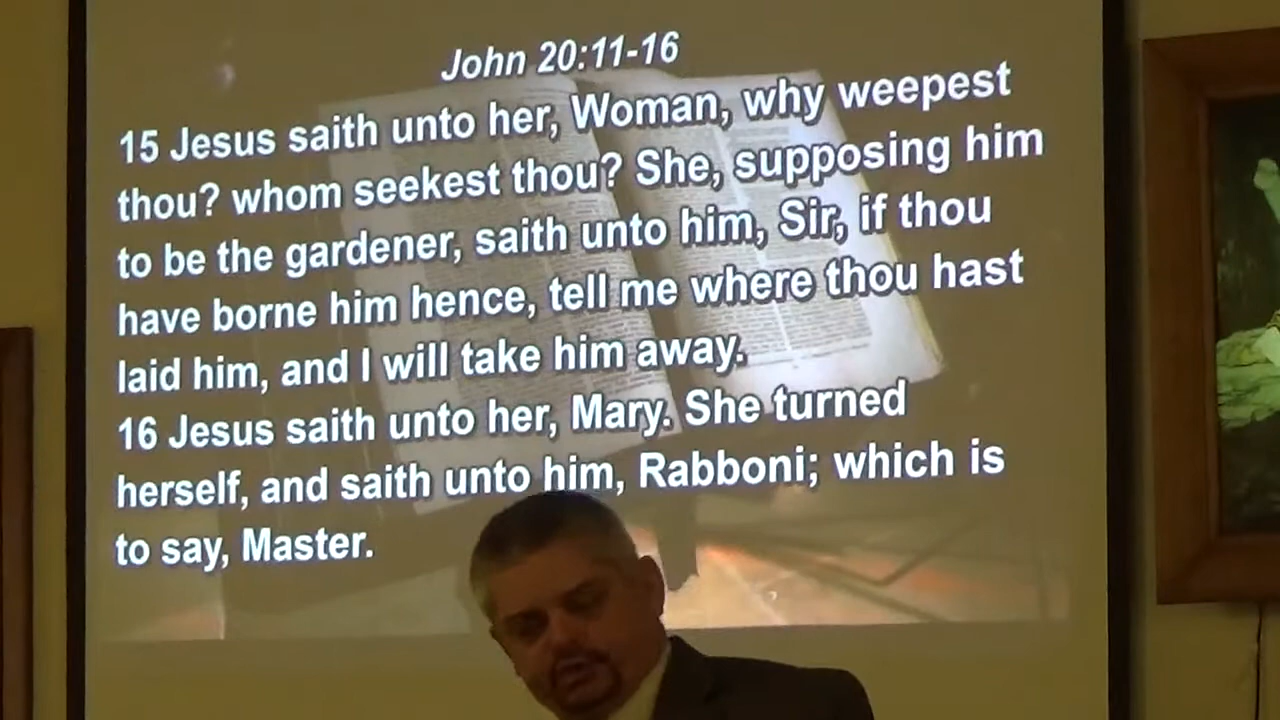 John 20:11-16
15 Jesus saith unto her, Woman, why weepest
thou? whom seekest thou? She, supposing him
to be the gardener, saith unto him, Sir, if thou
have borne him hence, tell me where thou hast
laid him, and I will take him away.
16 Jesus saith unto her, Mary. She turned
herself, and saith unto him, Rabboni; which is
to say, Master.